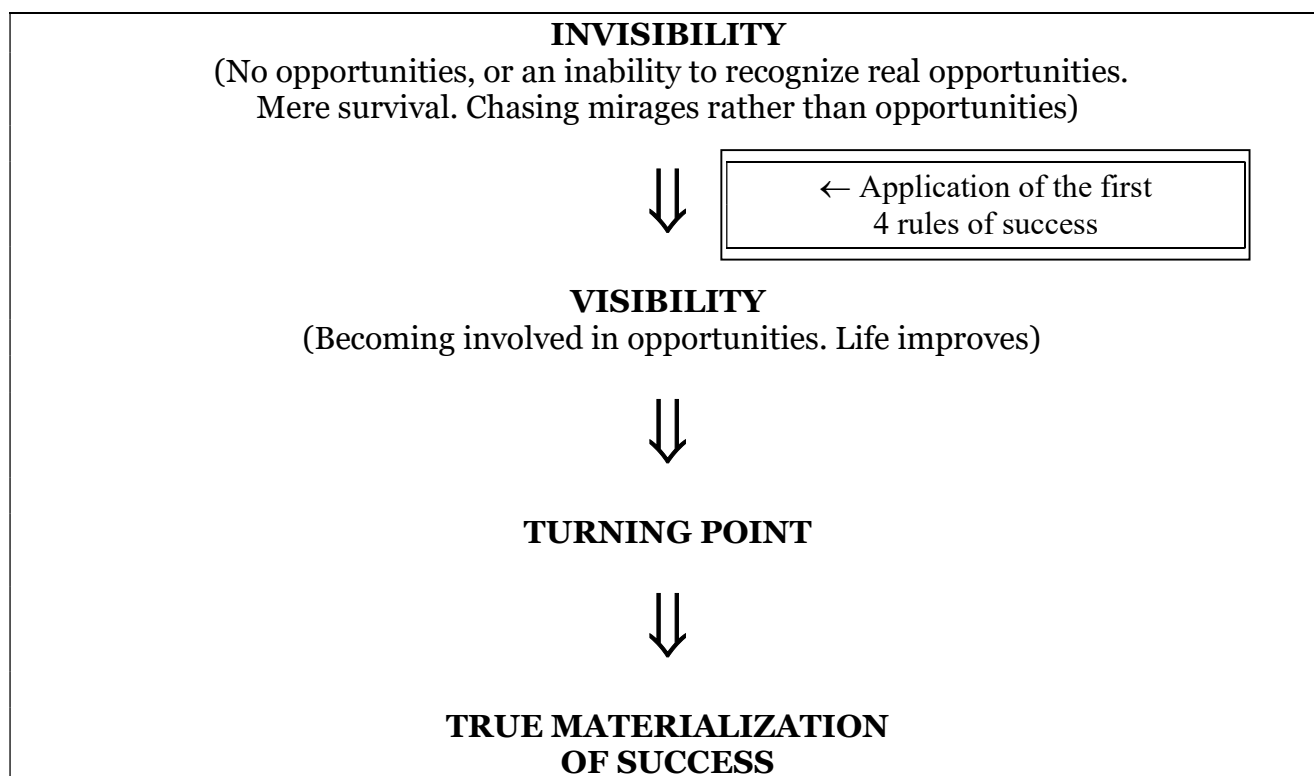 INVISIBILITY
(No opportunities, or an inability to recognize real opportunities.
Mere survival. Chasing mirages rather than opportunities)
⇓
← Application of the first
4 rules of success
VISIBILITY
(Becoming involved in opportunities. Life improves)
⇓
TURNING POINT
⇓
TRUE MATERIALIZATION
OF SUCCESS